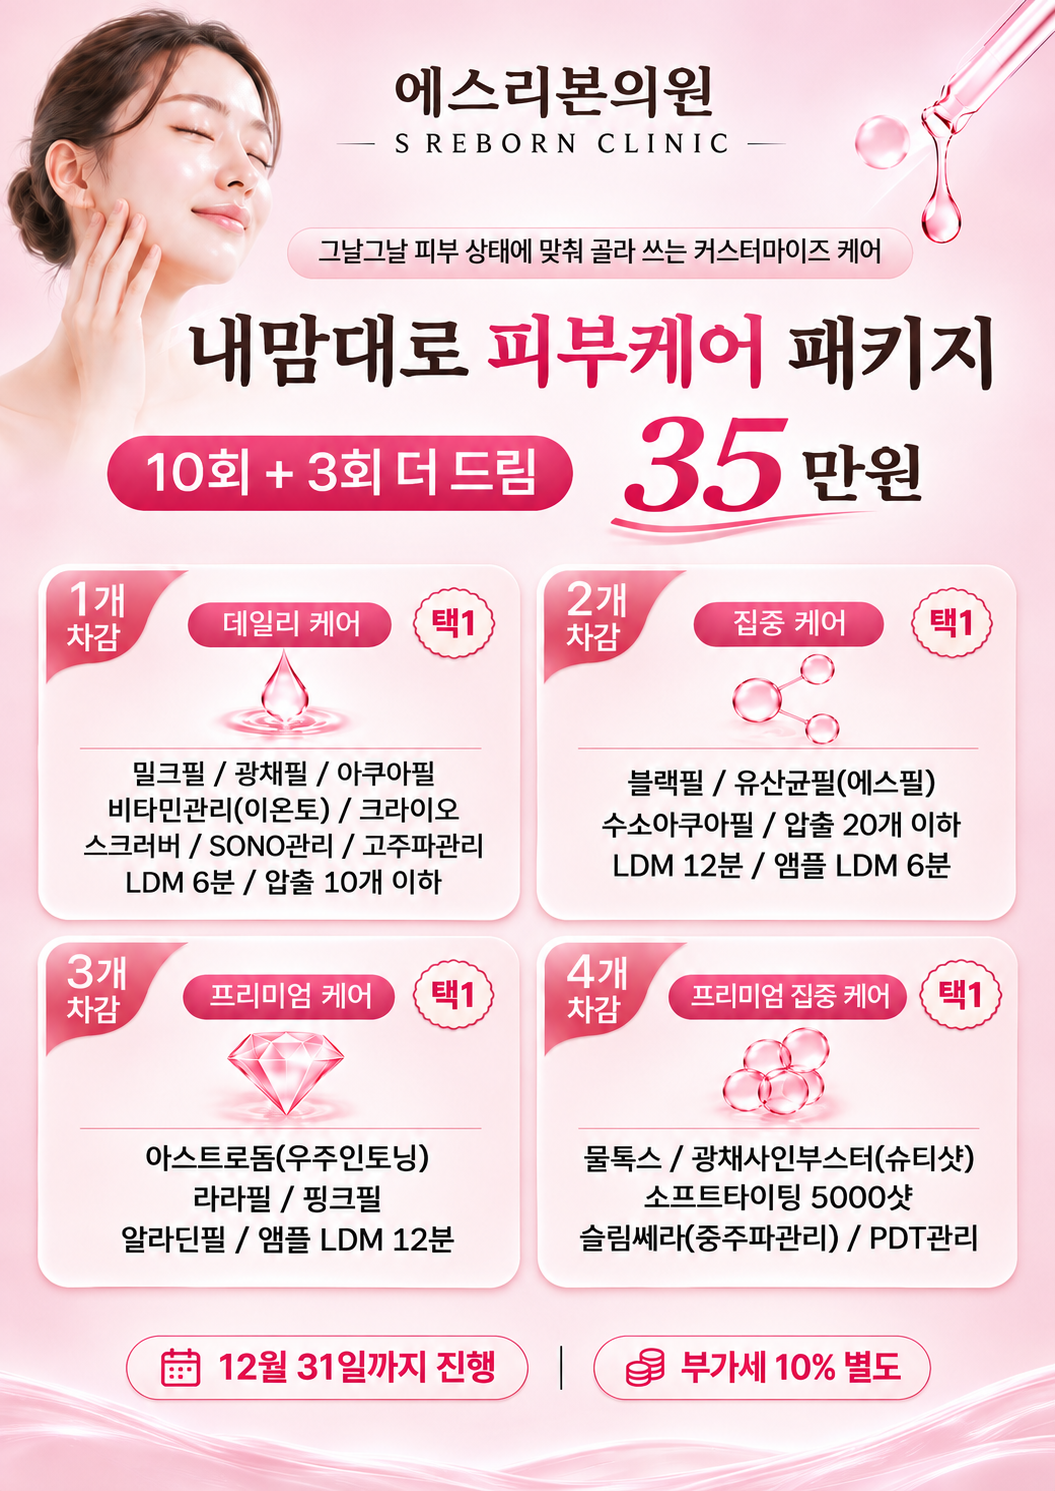 에스리본의원
S REBORN CLINIC
그날그날 피부 상태에 맞춰 골라 쓰는 커스터마이즈 케어
내맘대로 피부케어 패키지
10회 + 3회 더 드림
35만원
1개
차감
데일리 케어
택1
밀크필 / 광채필 / 아쿠아필
비타민관리(이온토) / 크라이오
스크러버 / SONO관리 / 고주파관리
LDM 6분 / 압출 10개 이하
2개
차감
집중 케어
택1
블랙필 / 유산균필(에스필)
수소아쿠아필 / 압출 20개 이하
LDM 12분 / 앰플 LDM 6분
3개
차감
프리미엄 케어
택1
아스트로돔(우주인토닝)
라라필 / 핑크필
알라딘필 / 앰플 LDM 12분
4개
차감
프리미엄 집중 케어
택1
물톡스 / 광채사인부스터(슈티샷)
소프트타이팅 5000샷
슬림쎄라(중주파관리) / PDT관리
12월 31일까지 진행
부가세 10% 별도